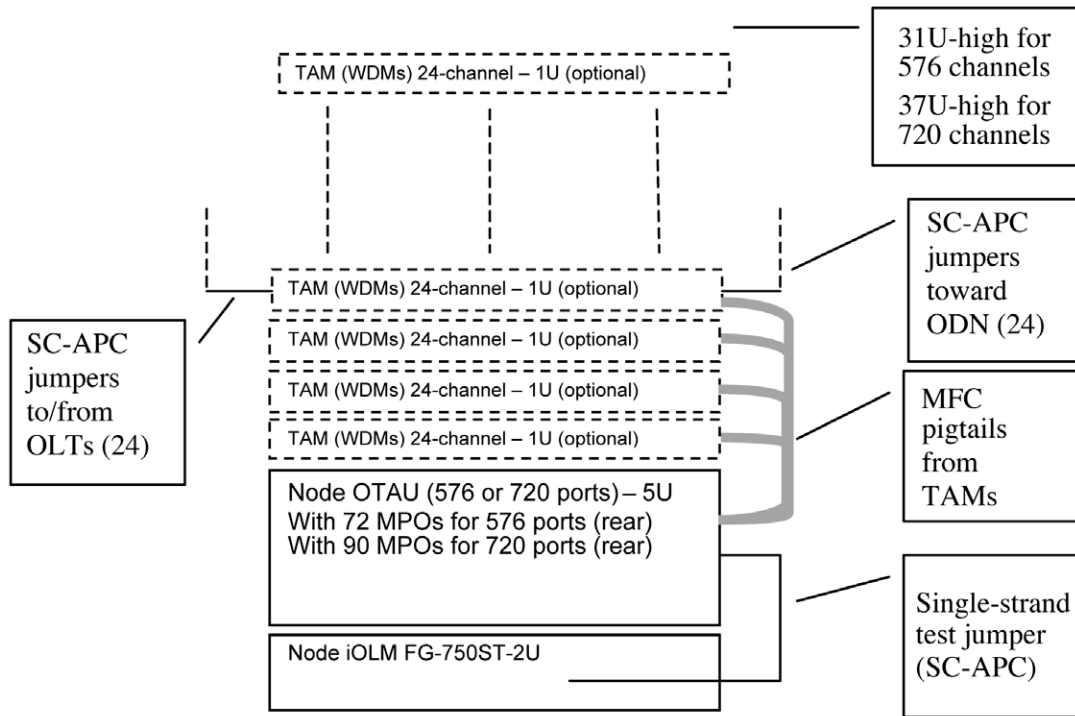 31U-high for
576 channels
37U-high for
720 channels
TAM (WDMs) 24-channel – 1U (optional)
SC-APC
jumpers
toward
ODN (24)
TAM (WDMs) 24-channel – 1U (optional)
SC-APC
jumpers
to/from
OLTs (24)
TAM (WDMs) 24-channel – 1U (optional)
TAM (WDMs) 24-channel – 1U (optional)
TAM (WDMs) 24-channel – 1U (optional)
MFC
pigtails
from
TAMs
Node OTAU (576 or 720 ports) – 5U
With 72 MPOs for 576 ports (rear)
With 90 MPOs for 720 ports (rear)
Single-strand
test jumper
(SC-APC)
Node iOLM FG-750ST-2U